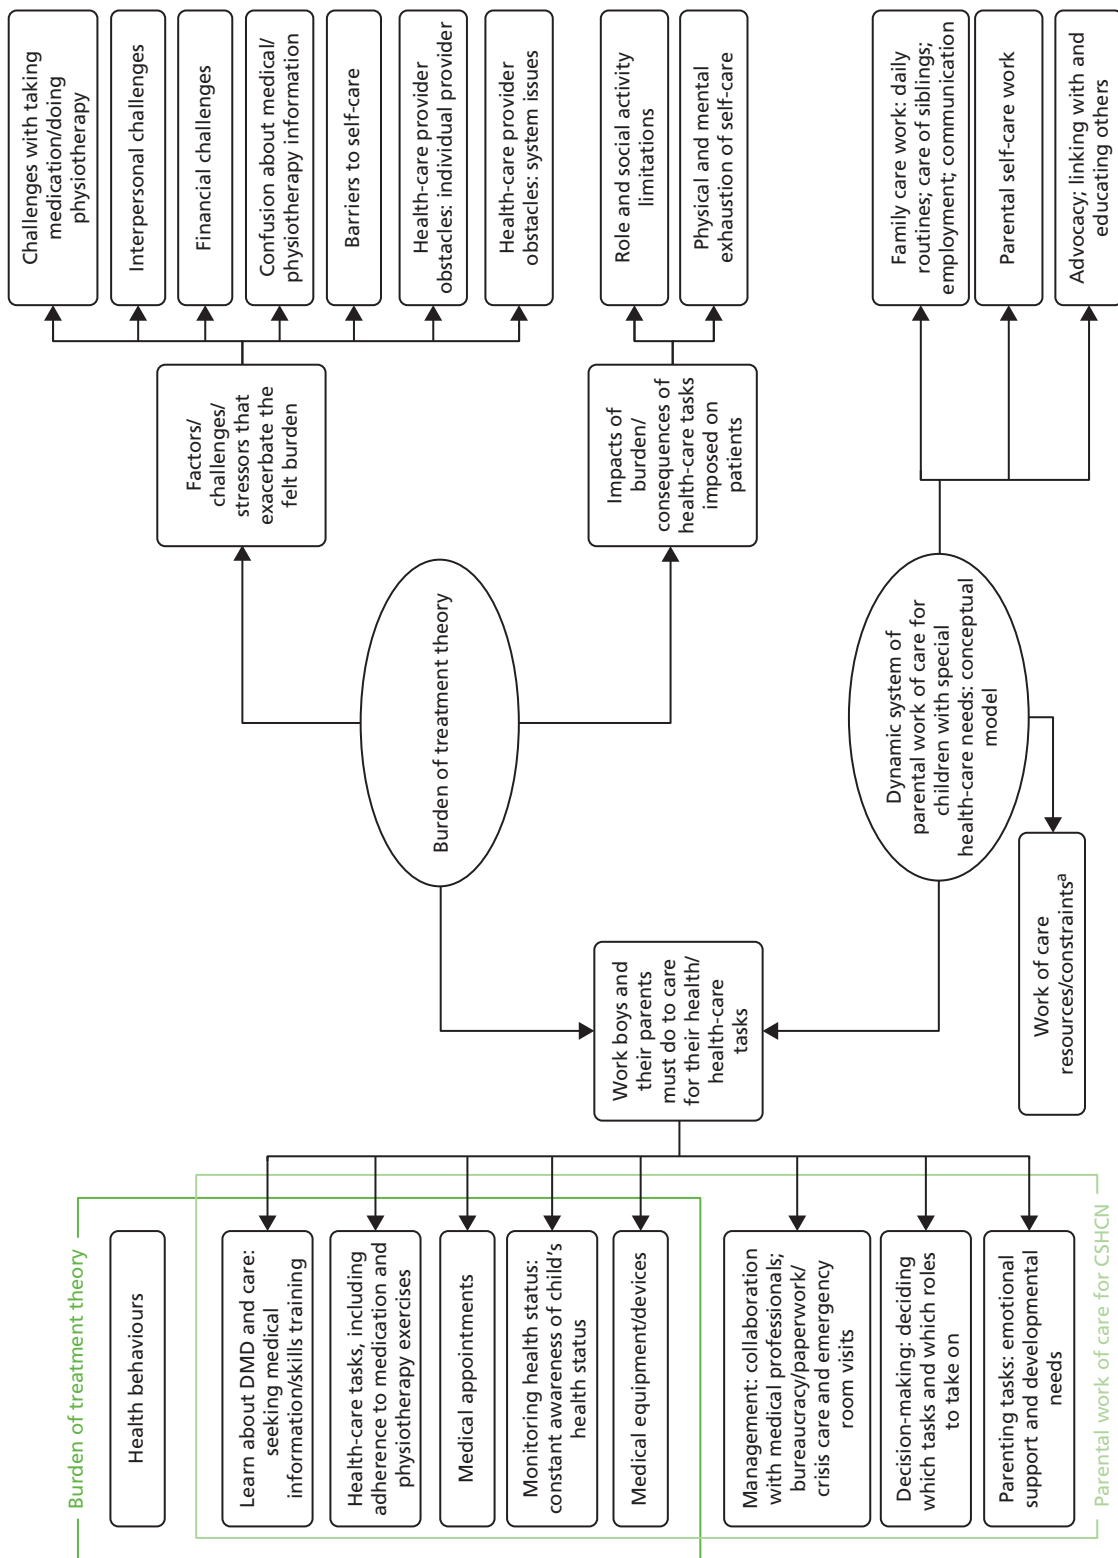 Burden of treatment theory
Health behaviours
Learn about DMD and care:
seeking medical
information/skills training
Health-care tasks, including
adherence to medication and
physiotherapy exercises
Medical appointments
Monitoring health status:
constant awareness of child's
health status
Medical equipment/devices
Management: collaboration
with medical professionals;
bureaucracy/paperwork/
crisis care and emergency
room visits
Decision-making: deciding
which tasks and which roles
to take on
Parenting tasks: emotional
support and developmental
needs
Parental work of care for CSHCN
Work boys and
their parents
must do to care
for their health/
health-care
tasks
Work of care
resources/constraintsa
Burden of treatment theory
Dynamic system of
parental work of care for
children with special
health-care needs: conceptual
model
Factors/
challenges/
stressors that
exacerbate the
felt burden
Impacts of
burden/
consequences of
health-care tasks
imposed on
patients
Challenges with taking
medication/doing
physiotherapy
Interpersonal challenges
Financial challenges
Confusion about medical/
physiotherapy information
Barriers to self-care
Health-care provider
obstacles: individual provider
Health-care provider
obstacles: system issues
Role and social activity
limitations
Physical and mental
exhaustion of self-care
Family care work: daily
routines; care of siblings;
employment; communication
Parental self-care work
Advocacy; linking with and
educating others